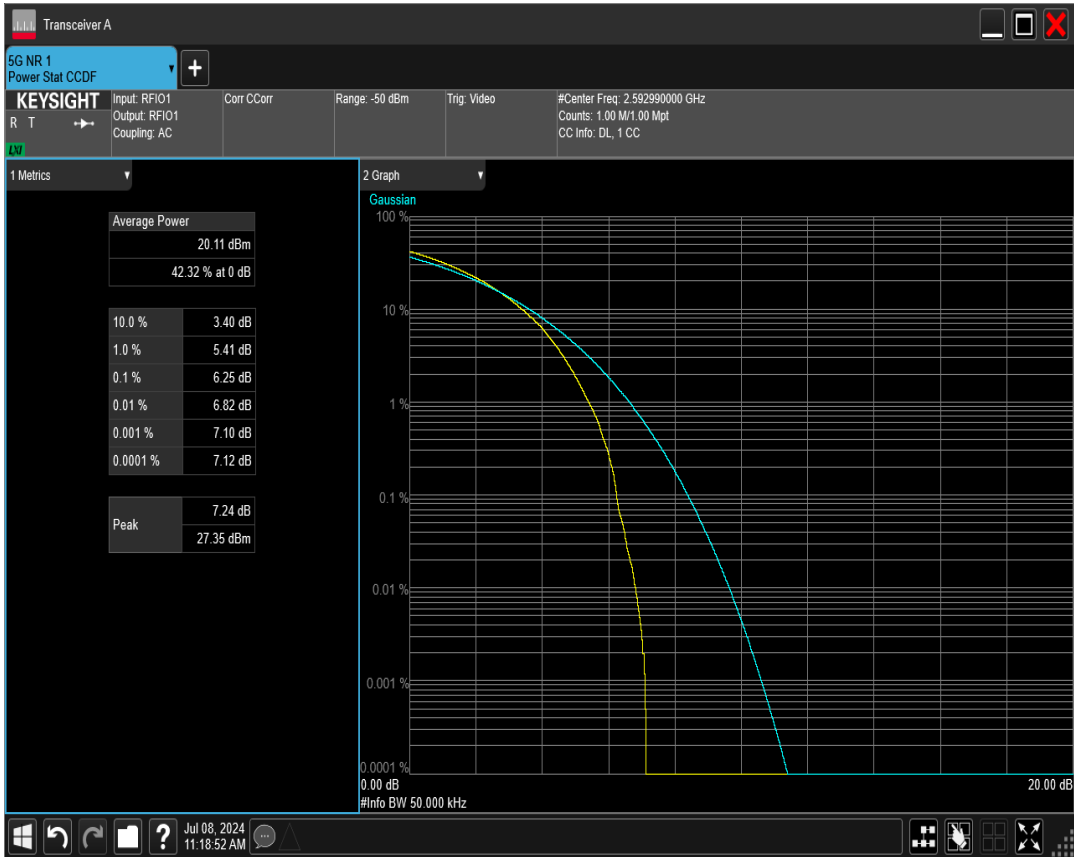 Transceiver A
5G NR 1
Power Stat CCDF
KEYSIGHT
R T
LXI
Input: RFIO1
Output: RFIO1
Coupling: AC
Corr CCorr
Range: -50 dBm
Trig: Video
#Center Freq: 2.592990000 GHz
Counts: 1.00 M/1.00 Mpt
CC Info: DL, 1 CC
1 Metrics
Average Power
20.11 dBm
42.32 % at 0 dB
10.0 % 3.40 dB
1.0 % 5.41 dB
0.1 % 6.25 dB
0.01 % 6.82 dB
0.001 % 7.10 dB
0.0001 % 7.12 dB
Peak 7.24 dB
27.35 dBm
2 Graph
Gaussian
100 %
10 %
1 %
0.1 %
0.01 %
0.001 %
0.0001 %
0.00 dB 20.00 dB
#Info BW 50.000 kHz
Jul 08, 2024
11:18:52 AM